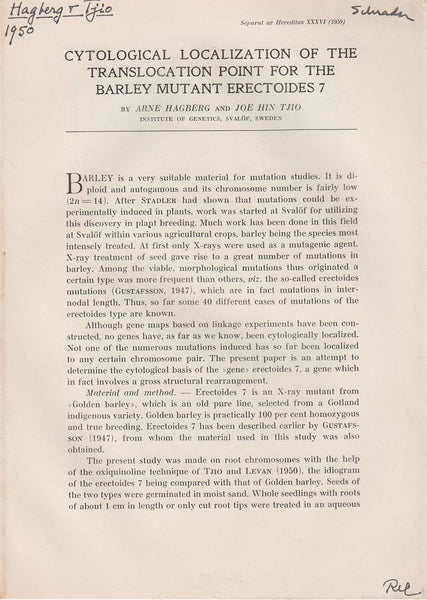 Hagberg & Tjio
1950
Schrader
Separat ur Hereditas XXXVI (1950)
CYTOLOGICAL LOCALIZATION OF THE
TRANSLOCATION POINT FOR THE
BARLEY MUTANT ERECTOIDES 7
BY ARNE HAGBERG AND JOE HIN TJIO
INSTITUTE OF GENETICS, SVALÖF, SWEDEN
BARLEY is a very suitable material for mutation studies. It is di-
ploid and autogamous and its chromosome number is fairly low
(2n = 14). After STADLER had shown that mutations could be ex-
perimentally induced in plants, work was started at Svalöf for utilizing
this discovery in plant breeding. Much work has been done in this field
at Svalöf within various agricultural crops, barley being the species most
intensely treated. At first only X-rays were used as a mutagenic agent.
X-ray treatment of seed gave rise to a great number of mutations in
barley. Among the viable, morphological mutations thus originated a
certain type was more frequent than others, viz. the so-called erectoides
mutations (GUSTAFSSON, 1947), which are in fact mutations in inter-
nodal length. Thus, so far some 40 different cases of mutations of the
erectoides type are known.
Although gene maps based on linkage experiments have been con-
structed, no genes have, as far as we know, been cytologically localized.
Not one of the numerous mutations induced has so far been localized
to any certain chromosome pair. The present paper is an attempt to
determine the cytological basis of the »gene» erectoides 7, a gene which
in fact involves a gross structural rearrangement.
Material and method. — Erectoides 7 is an X-ray mutant from
»Golden barley», which is an old pure line, selected from a Gotland
indigenous variety. Golden barley is practically 100 per cent homozygous
and true breeding. Erectoides 7 has been described earlier by GUSTAFS-
SON (1947), from whom the material used in this study was also
obtained.
The present study was made on root chromosomes with the help
of the oxiquinoline technique of TJIO and LEVAN (1950), the idiogram
of the erectoides 7 being compared with that of Golden barley. Seeds of
the two types were germinated in moist sand. Whole seedlings with roots
of about 1 cm in length or only cut root tips were treated in an aqueous